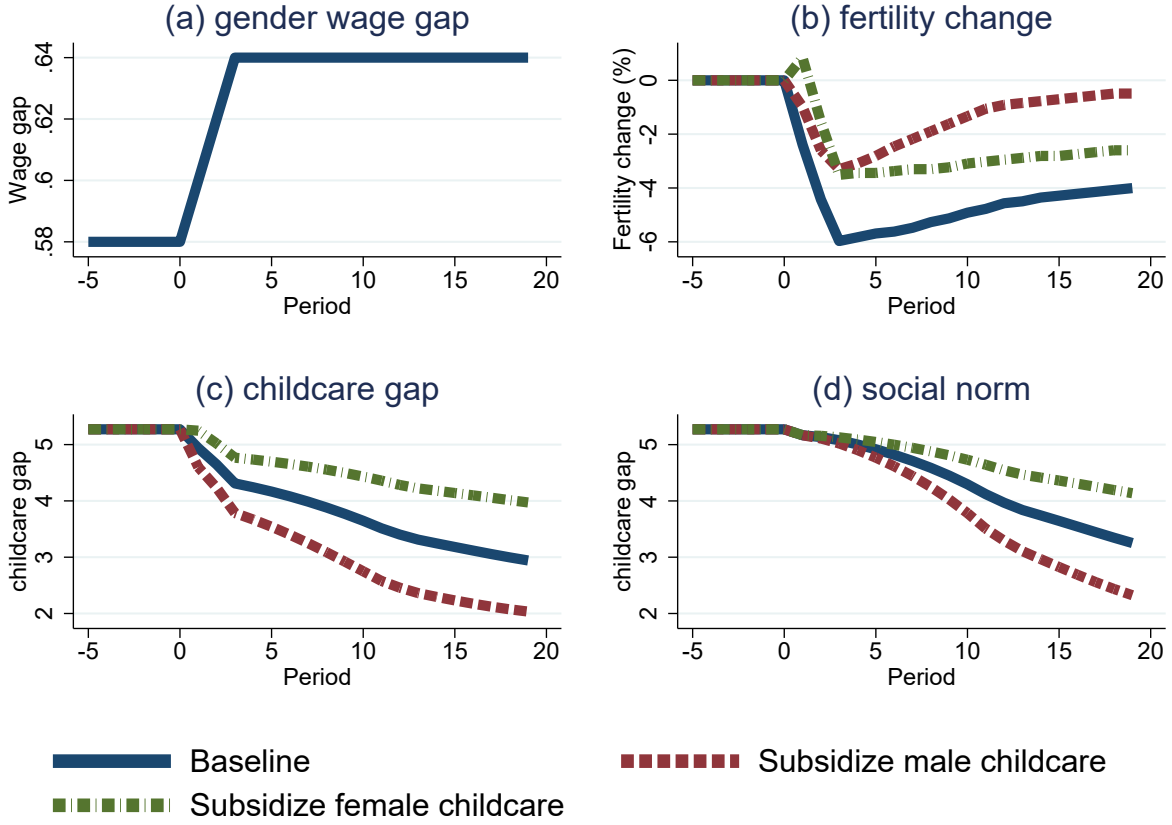 (a) gender wage gap
Wage gap
.64
.62
.6
.58
-5 0 5 10 15 20
Period
(b) fertility change
Fertility change (%)
0
-2
-4
-6
-5 0 5 10 15 20
Period
(c) childcare gap
childcare gap
5
4
3
2
-5 0 5 10 15 20
Period
(d) social norm
childcare gap
5
4
3
2
-5 0 5 10 15 20
Period
Baseline
Subsidize male childcare
Subsidize female childcare